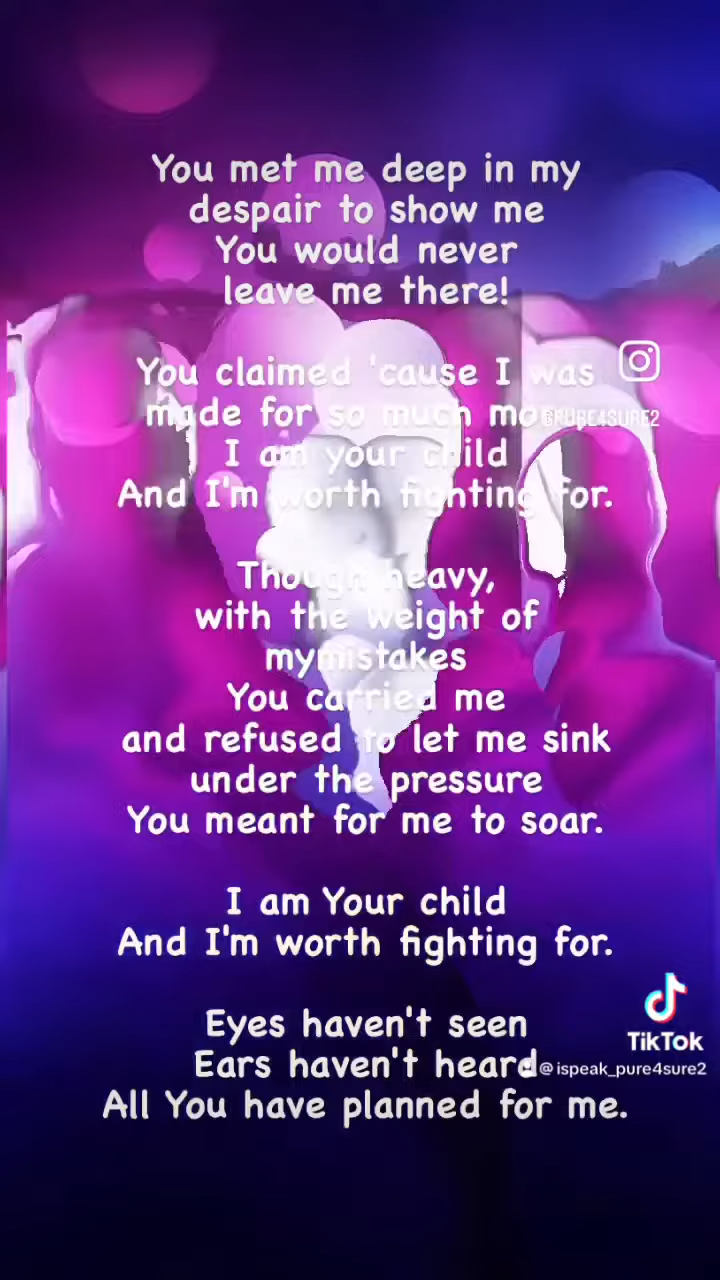 You met me deep in my
despair to show me
You would never
leave me there!
You claimed 'cause I was
made for so much mo
I am your child
And I'm worth fighting for.
Though heavy,
with the weight of
mymistakes
You carried me
and refused to let me sink
under the pressure
You meant for me to soar.
I am Your child
And I'm worth fighting for.
Eyes haven't seen
Ears haven't heard
All You have planned for me.
TikTok
@ispeak_pure4sure2